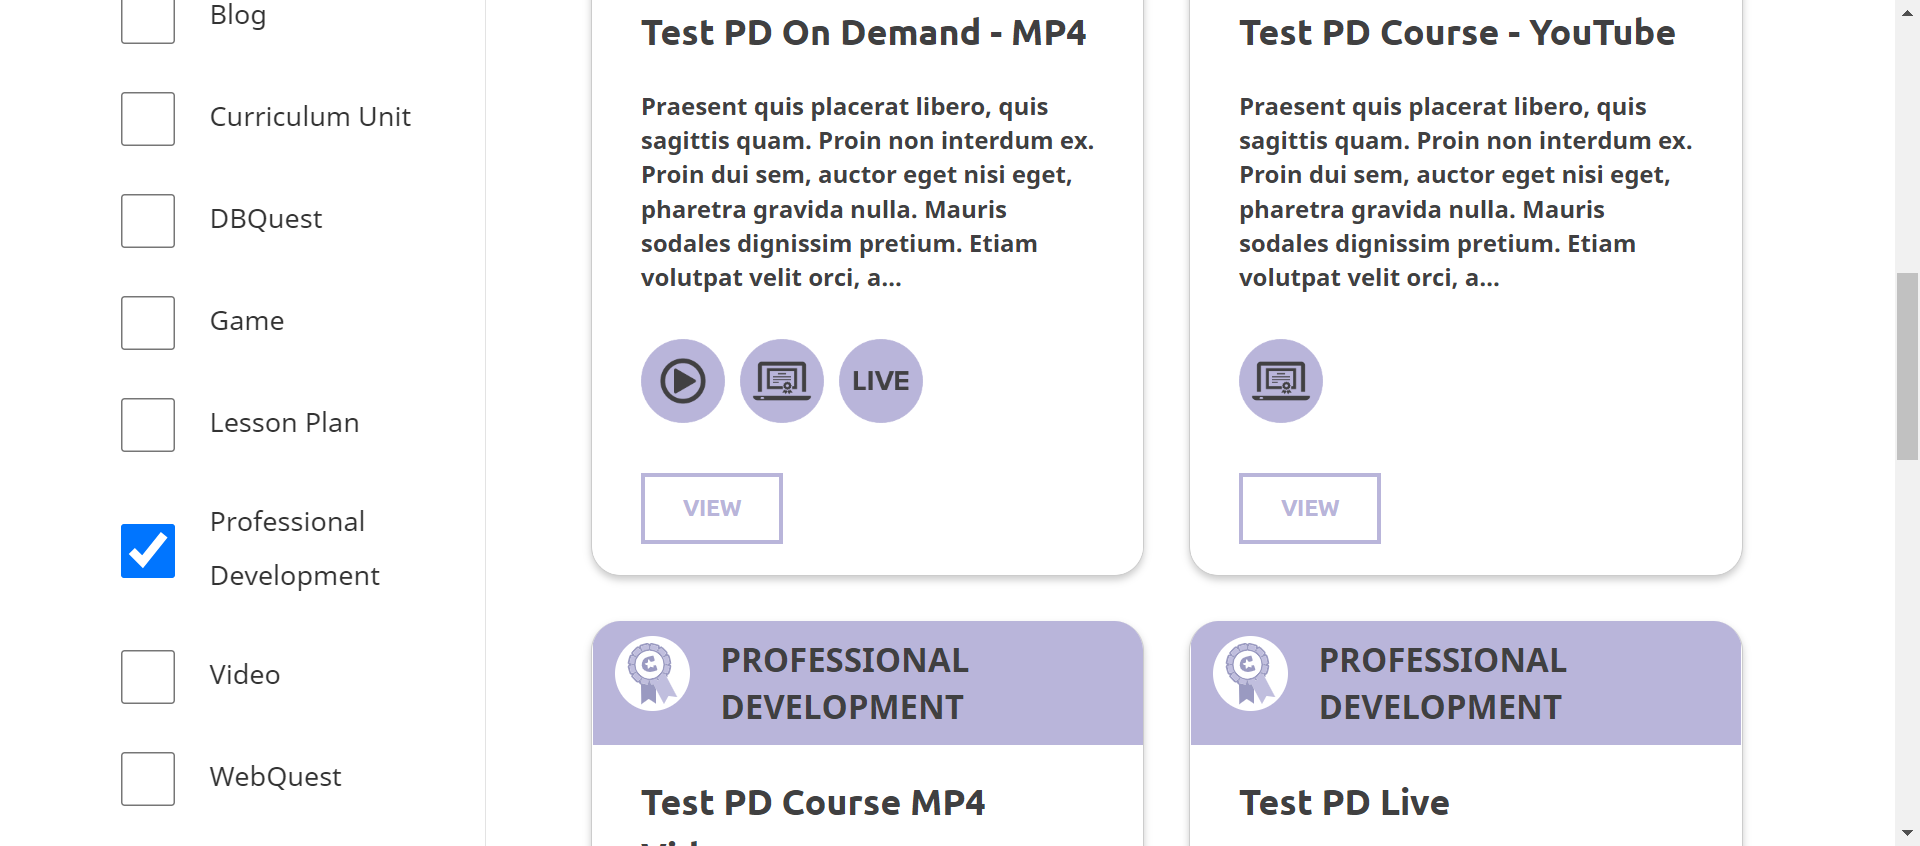 Blog
Curriculum Unit
DBQuest
Game
Lesson Plan
Professional
Development
Video
WebQuest
Test PD On Demand - MP4
Praesent quis placerat libero, quis
sagittis quam. Proin non interdum ex.
Proin dui sem, auctor eget nisi eget,
pharetra gravida nulla. Mauris
sodales dignissim pretium. Etiam
volutpat velit orci, a...
LIVE
VIEW
Test PD Course - YouTube
Praesent quis placerat libero, quis
sagittis quam. Proin non interdum ex.
Proin dui sem, auctor eget nisi eget,
pharetra gravida nulla. Mauris
sodales dignissim pretium. Etiam
volutpat velit orci, a...
VIEW
PROFESSIONAL
DEVELOPMENT
Test PD Course MP4
PROFESSIONAL
DEVELOPMENT
Test PD Live